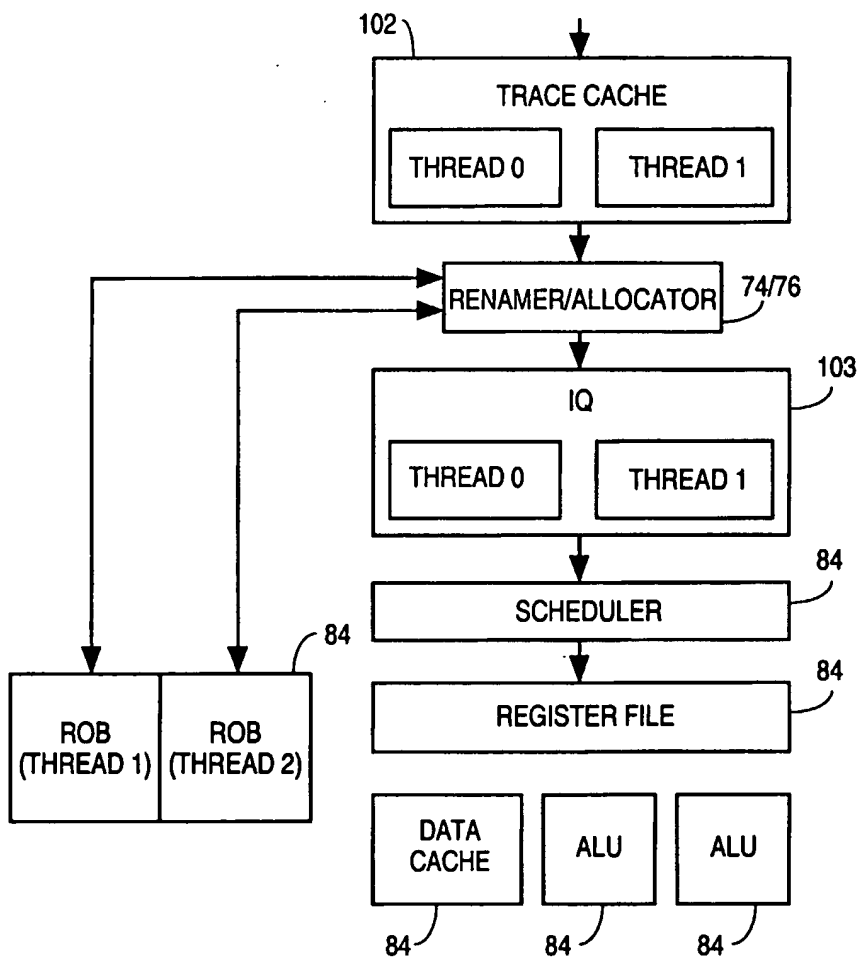 102
TRACE CACHE
THREAD 0
THREAD 1
RENAMER/ALLOCATOR
74/76
103
IQ
THREAD 0
THREAD 1
84
SCHEDULER
84
REGISTER FILE
84
ROB
(THREAD 1)
ROB
(THREAD 2)
DATA
CACHE
ALU
ALU
84
84
84